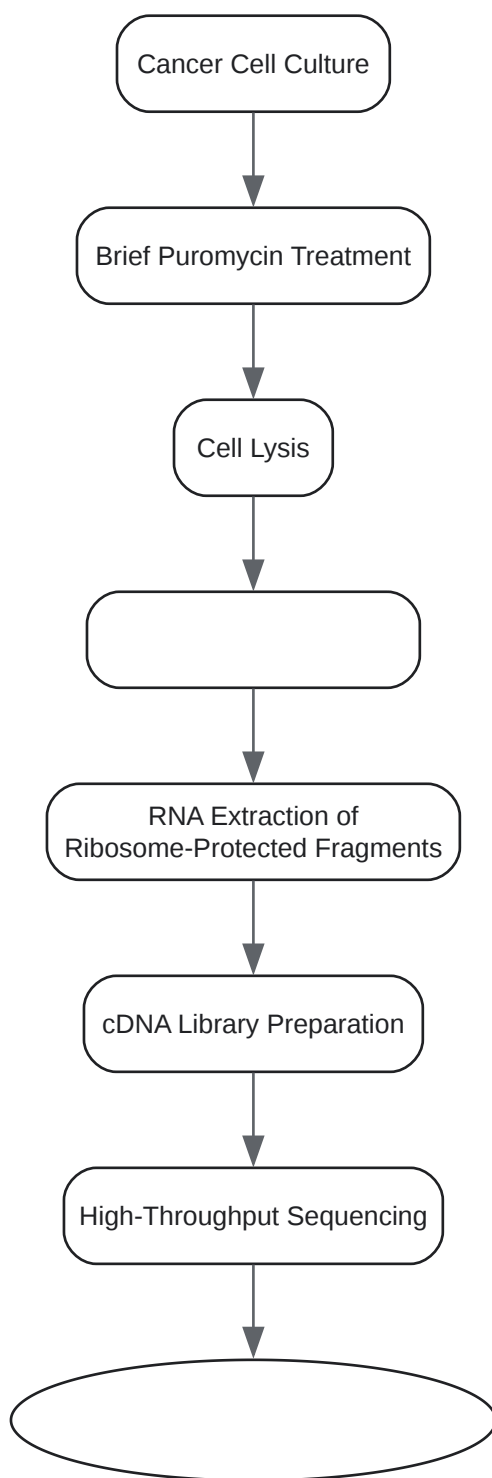 Cancer Cell Culture
Brief Puromycin Treatment
Cell Lysis
RNA Extraction of
Ribosome-Protected Fragments
cDNA Library Preparation
High-Throughput Sequencing